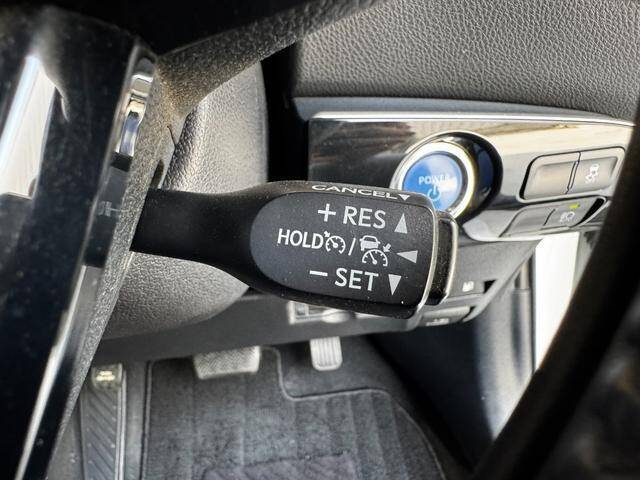 CANCEL
POWER
+ RES
HOLD /
- SET